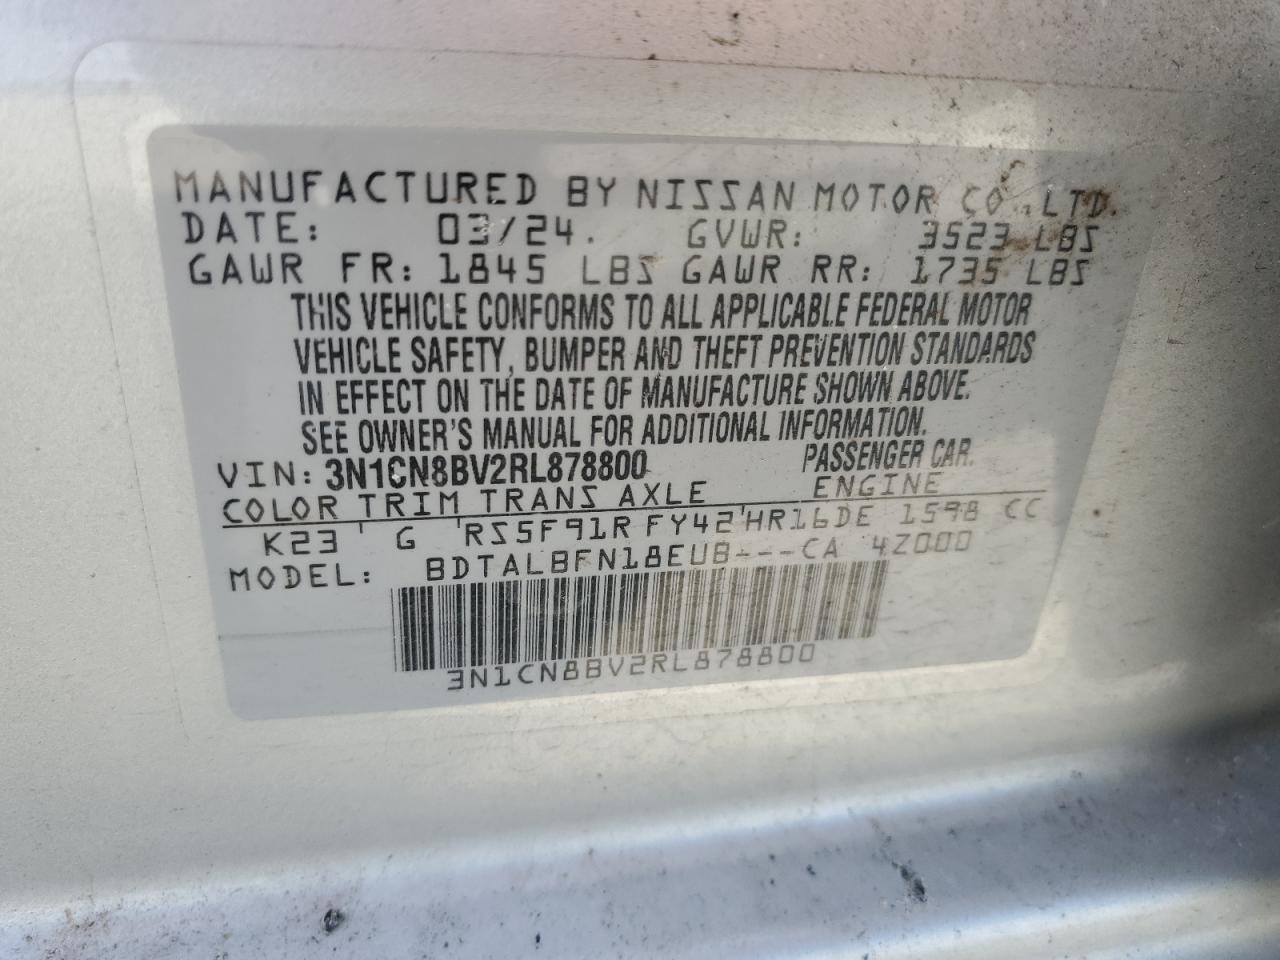 MANUFACTURED BY NISSAN MOTOR CO., LTD.
DATE: 03/24. GVWR: 3523 LBS
GAWR FR: 1845 LBS GAWR RR: 1735 LBS
THIS VEHICLE CONFORMS TO ALL APPLICABLE FEDERAL MOTOR
VEHICLE SAFETY, BUMPER AND THEFT PREVENTION STANDARDS
IN EFFECT ON THE DATE OF MANUFACTURE SHOWN ABOVE.
SEE OWNER'S MANUAL FOR ADDITIONAL INFORMATION.
VIN: 3N1CN8BV2RL878800 PASSENGER CAR.
COLOR TRIM TRANS AXLE ENGINE
K23 G RS5F91R FY42 HR16DE 1598 CC
MODEL: BDTALBFN18EUB---CA 4Z000
3N1CN8BV2RL878800